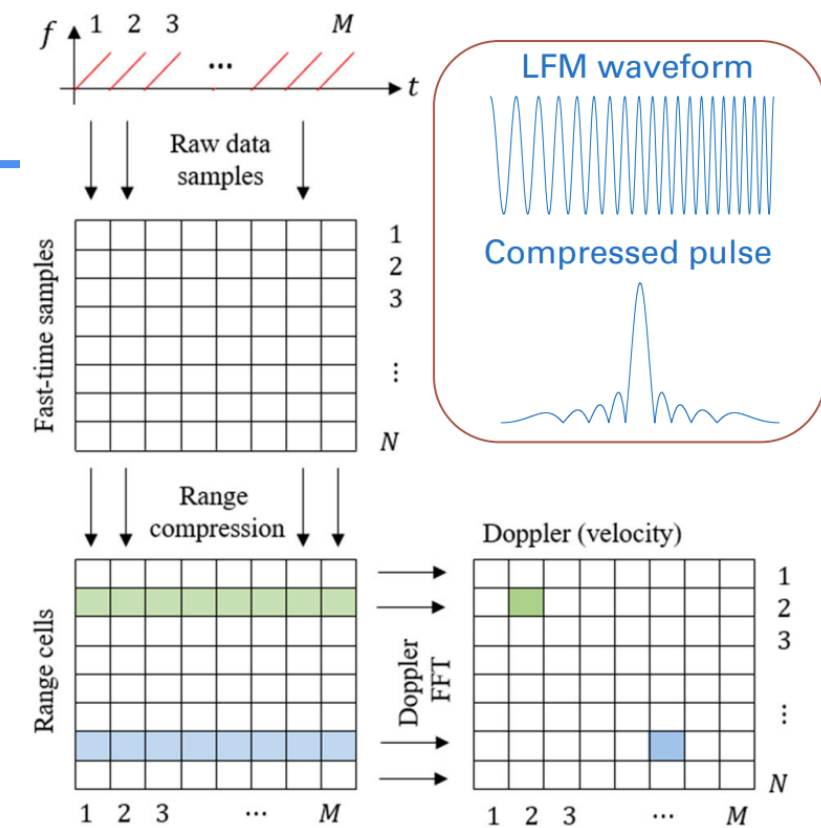 f 1 2 3 ... M
t
LFM waveform
Raw data
samples
Compressed pulse
Fast-time samples
1
2
3
⋮
N
Range
compression
Doppler (velocity)
Range cells
Doppler
FFT
1
2
3
⋮
N
1 2 3 ... M
1 2 3 ... M